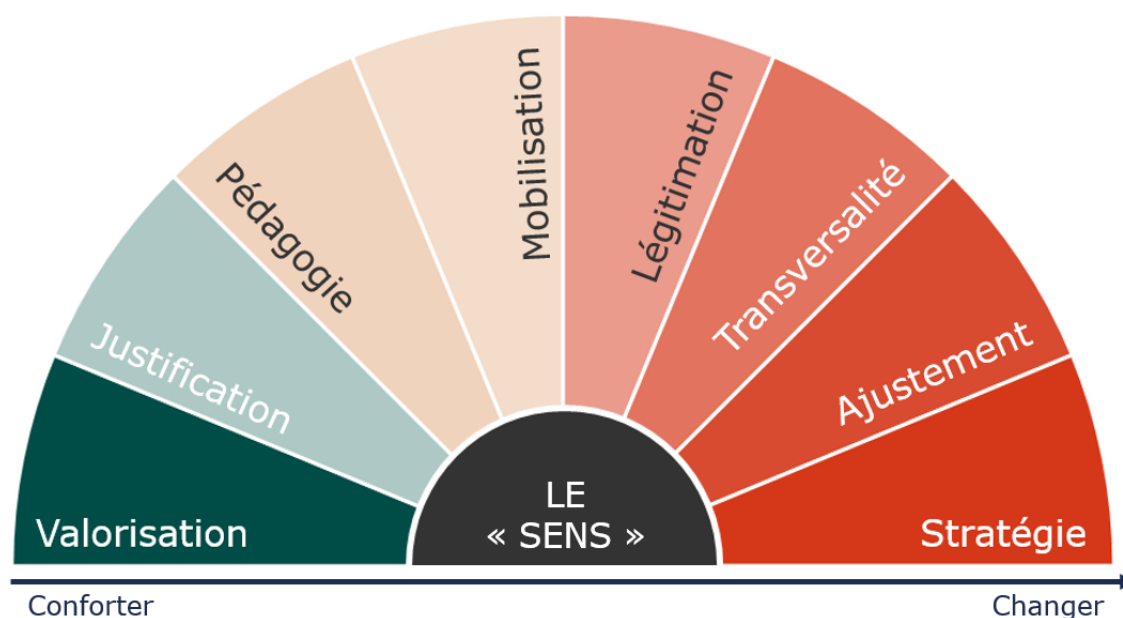 Valorisation
Justification
Pédagogie
Mobilisation
Légitimation
Transversalité
Ajustement
Stratégie
LE
« SENS »
Conforter
Changer